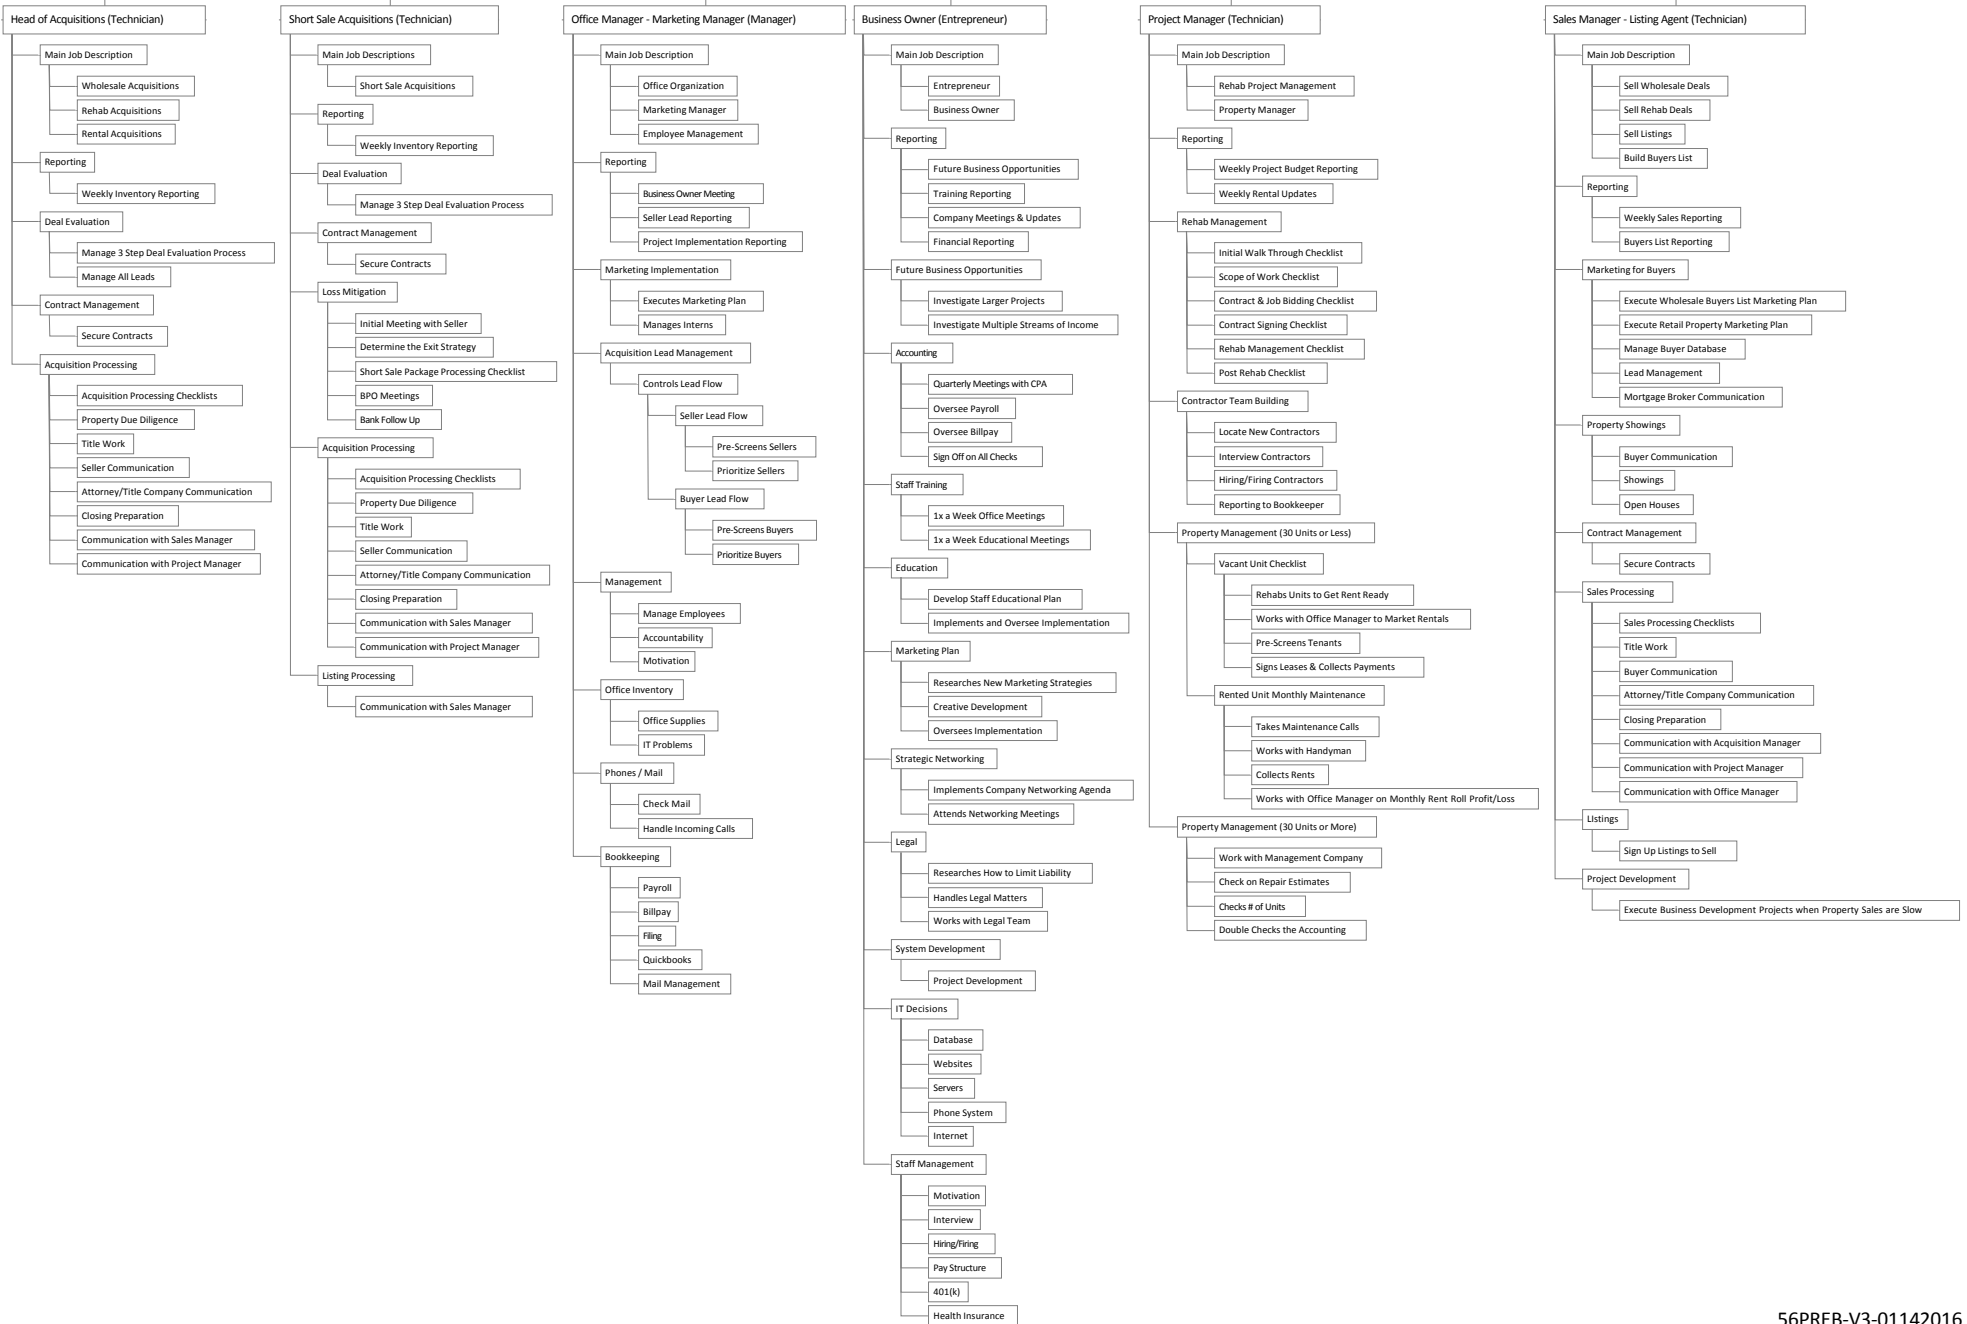 Head of Acquisitions (Technician)
Main Job Description
Wholesale Acquisitions
Rehab Acquisitions
Rental Acquisitions
Reporting
Weekly Inventory Reporting
Deal Evaluation
Manage 3 Step Deal Evaluation Process
Manage All Leads
Contract Management
Secure Contracts
Acquisition Processing
Acquisition Processing Checklists
Property Due Diligence
Title Work
Seller Communication
Attorney/Title Company Communication
Closing Preparation
Communication with Sales Manager
Communication with Project Manager
Short Sale Acquisitions (Technician)
Main Job Descriptions
Short Sale Acquisitions
Reporting
Weekly Inventory Reporting
Deal Evaluation
Manage 3 Step Deal Evaluation Process
Contract Management
Secure Contracts
Loss Mitigation
Initial Meeting with Seller
Determine the Exit Strategy
Short Sale Package Processing Checklist
BPO Meetings
Bank Follow Up
Acquisition Processing
Acquisition Processing Checklists
Property Due Diligence
Title Work
Seller Communication
Attorney/Title Company Communication
Closing Preparation
Communication with Sales Manager
Communication with Project Manager
Listing Processing
Communication with Sales Manager
Office Manager - Marketing Manager (Manager)
Main Job Description
Office Organization
Marketing Manager
Employee Management
Reporting
Business Owner Meeting
Seller Lead Reporting
Project Implementation Reporting
Marketing Implementation
Executes Marketing Plan
Manages Interns
Acquisition Lead Management
Controls Lead Flow
Seller Lead Flow
Pre-Screens Sellers
Prioritize Sellers
Buyer Lead Flow
Pre-Screens Buyers
Prioritize Buyers
Management
Manage Employees
Accountability
Motivation
Office Inventory
Office Supplies
IT Problems
Phones / Mail
Check Mail
Handle Incoming Calls
Bookkeeping
Payroll
Billpay
Filing
Quickbooks
Mail Management
Business Owner (Entrepreneur)
Main Job Description
Entrepreneur
Business Owner
Reporting
Future Business Opportunities
Training Reporting
Company Meetings & Updates
Financial Reporting
Future Business Opportunities
Investigate Larger Projects
Investigate Multiple Streams of Income
Accounting
Quarterly Meetings with CPA
Oversee Payroll
Oversee Billpay
Sign Off on All Checks
Staff Training
1x a Week Office Meetings
1x a Week Educational Meetings
Education
Develop Staff Educational Plan
Implements and Oversee Implementation
Marketing Plan
Researches New Marketing Strategies
Creative Development
Oversees Implementation
Strategic Networking
Implements Company Networking Agenda
Attends Networking Meetings
Legal
Researches How to Limit Liability
Handles Legal Matters
Works with Legal Team
System Development
Project Development
IT Decisions
Database
Websites
Servers
Phone System
Internet
Staff Management
Motivation
Interview
Hiring/Firing
Pay Structure
401(k)
Health Insurance
Project Manager (Technician)
Main Job Description
Rehab Project Management
Property Manager
Reporting
Weekly Project Budget Reporting
Weekly Rental Updates
Rehab Management
Initial Walk Through Checklist
Scope of Work Checklist
Contract & Job Bidding Checklist
Contract Signing Checklist
Rehab Management Checklist
Post Rehab Checklist
Contractor Team Building
Locate New Contractors
Interview Contractors
Hiring/Firing Contractors
Reporting to Bookkeeper
Property Management (30 Units or Less)
Vacant Unit Checklist
Rehabs Units to Get Rent Ready
Works with Office Manager to Market Rentals
Pre-Screens Tenants
Signs Leases & Collects Payments
Rented Unit Monthly Maintenance
Takes Maintenance Calls
Works with Handyman
Collects Rents
Works with Office Manager on Monthly Rent Roll Profit/Loss
Property Management (30 Units or More)
Work with Management Company
Check on Repair Estimates
Checks # of Units
Double Checks the Accounting
Sales Manager - Listing Agent (Technician)
Main Job Description
Sell Wholesale Deals
Sell Rehab Deals
Sell Listings
Build Buyers List
Reporting
Weekly Sales Reporting
Buyers List Reporting
Marketing for Buyers
Execute Wholesale Buyers List Marketing Plan
Execute Retail Property Marketing Plan
Manage Buyer Database
Lead Management
Mortgage Broker Communication
Property Showings
Buyer Communication
Showings
Open Houses
Contract Management
Secure Contracts
Sales Processing
Sales Processing Checklists
Title Work
Buyer Communication
Attorney/Title Company Communication
Closing Preparation
Communication with Acquisition Manager
Communication with Project Manager
Communication with Office Manager
LIstings
Sign Up Listings to Sell
Project Development
Execute Business Development Projects when Property Sales are Slow
56PREB-V3-01142016